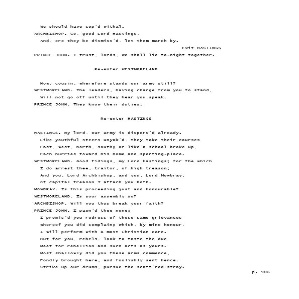 We should have cop'd withal.
ARCHBISHOP. Go, good Lord Hastings,
And, ere they be dismiss'd, let them march by.
Exit HASTINGS
PRINCE JOHN. I trust, lords, we shall lie to-night together.
Re-enter WESTMORELAND
Now, cousin, wherefore stands our army still?
WESTMORELAND. The leaders, having charge from you to stand,
Will not go off until they hear you speak.
PRINCE JOHN. They know their duties.
Re-enter HASTINGS
HASTINGS. My lord, our army is dispers'd already.
Like youthful steers unyok'd, they take their courses
East, west, north, south; or like a school broke up,
Each hurries toward his home and sporting-place.
WESTMORELAND. Good tidings, my Lord Hastings; for the which
I do arrest thee, traitor, of high treason;
And you, Lord Archbishop, and you, Lord Mowbray,
Of capital treason I attach you both.
MOWBRAY. Is this proceeding just and honourable?
WESTMORELAND. Is your assembly so?
ARCHBISHOP. Will you thus break your faith?
PRINCE JOHN. I pawn'd thee none:
I promis'd you redress of these same grievances
Whereof you did complain; which, by mine honour,
I will perform with a most Christian care.
But for you, rebels- look to taste the due
Meet for rebellion and such acts as yours.
Most shallowly did you these arms commence,
Fondly brought here, and foolishly sent hence.
Strike up our drums, pursue the scatt'red stray.